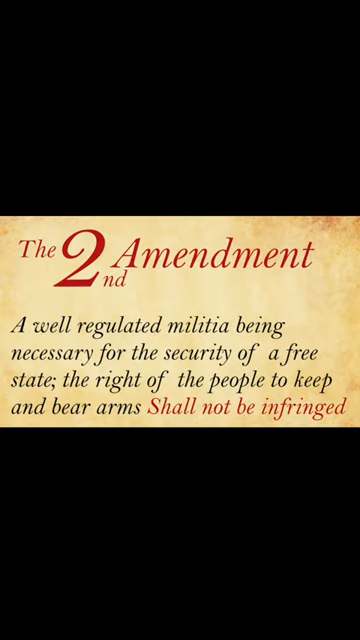 The 2nd Amendment
A well regulated militia being
necessary for the security of a free
state; the right of the people to keep
and bear arms Shall not be infringed